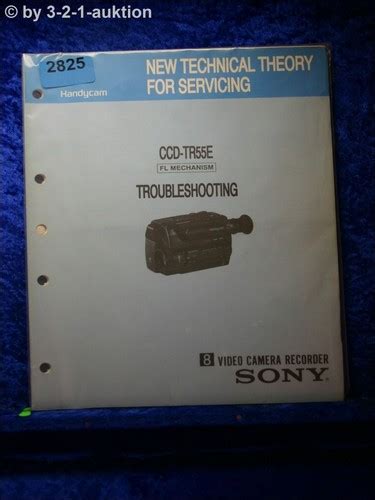 © by 3-2-1-auktion
2825
Handycam
NEW TECHNICAL THEORY
FOR SERVICING
CCD-TR55E
FL MECHANISM
TROUBLESHOOTING
8 VIDEO CAMERA RECORDER
SONY